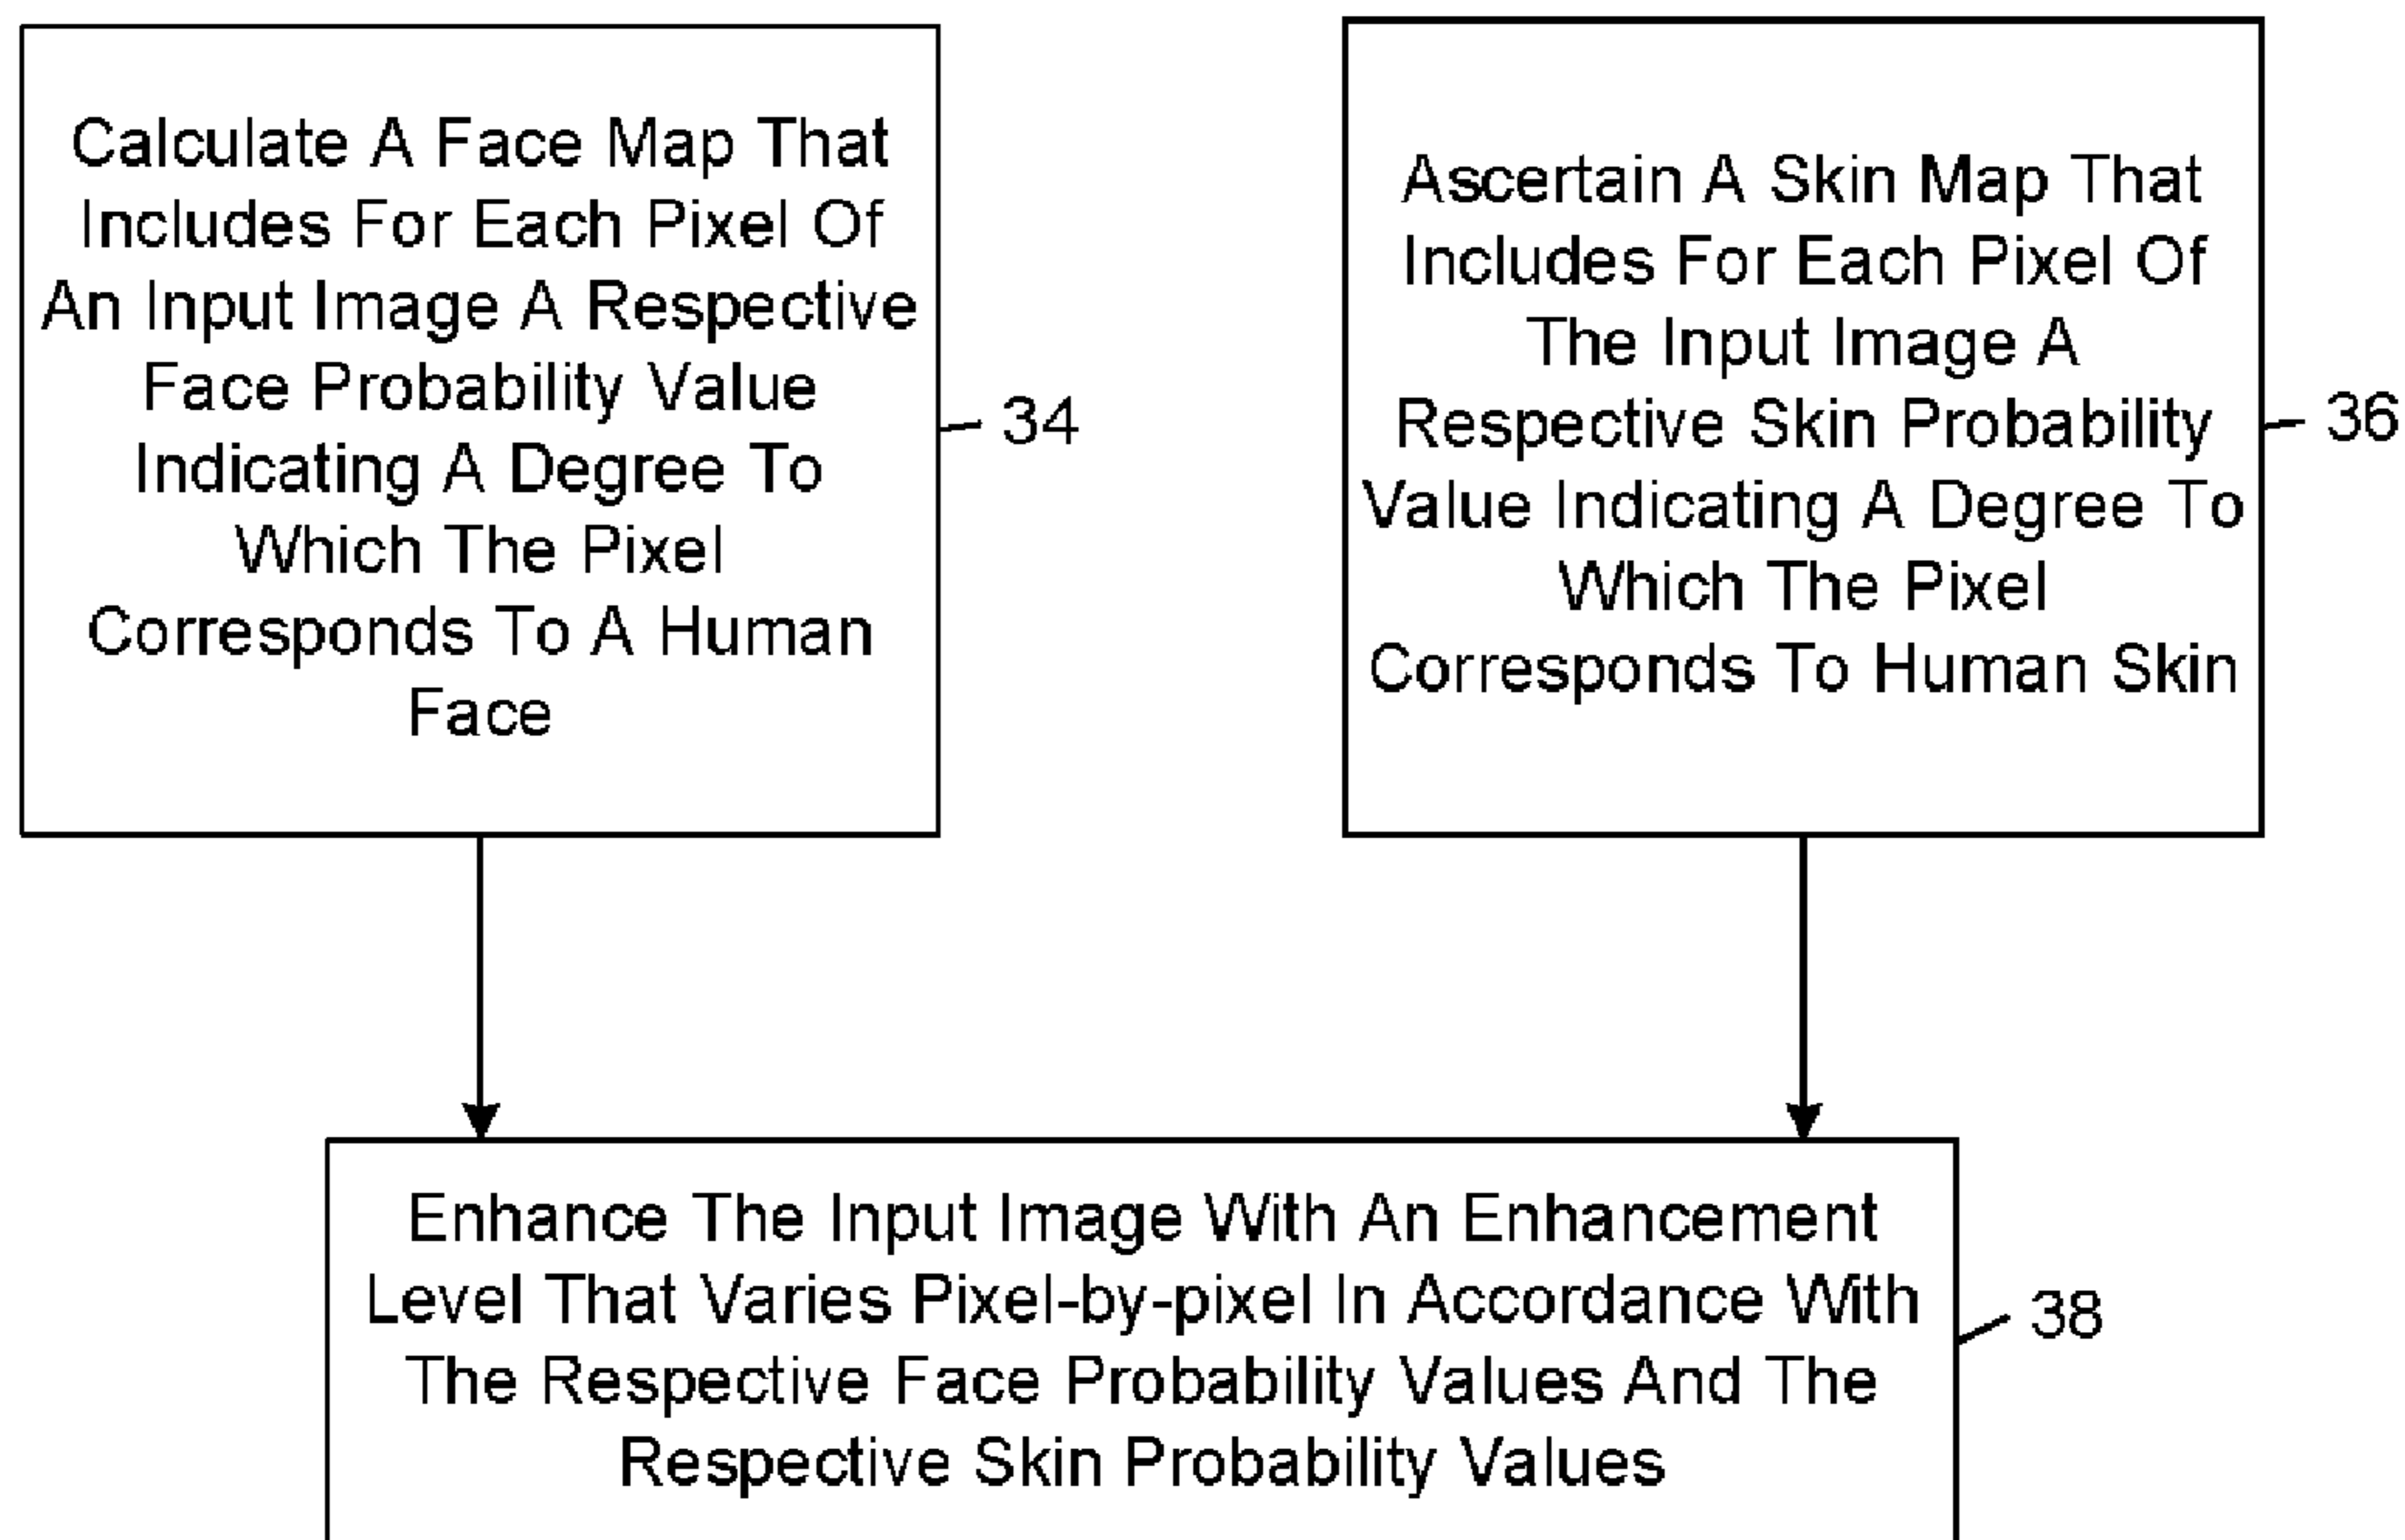 Calculate A Face Map That
Includes For Each Pixel Of
An Input Image A Respective
Face Probability Value
Indicating A Degree To
Which The Pixel
Corresponds To A Human
Face
34
Ascertain A Skin Map That
Includes For Each Pixel Of
The Input Image A
Respective Skin Probability
Value Indicating A Degree To
Which The Pixel
Corresponds To Human Skin
36
Enhance The Input Image With An Enhancement
Level That Varies Pixel-by-pixel In Accordance With
The Respective Face Probability Values And The
Respective Skin Probability Values
38